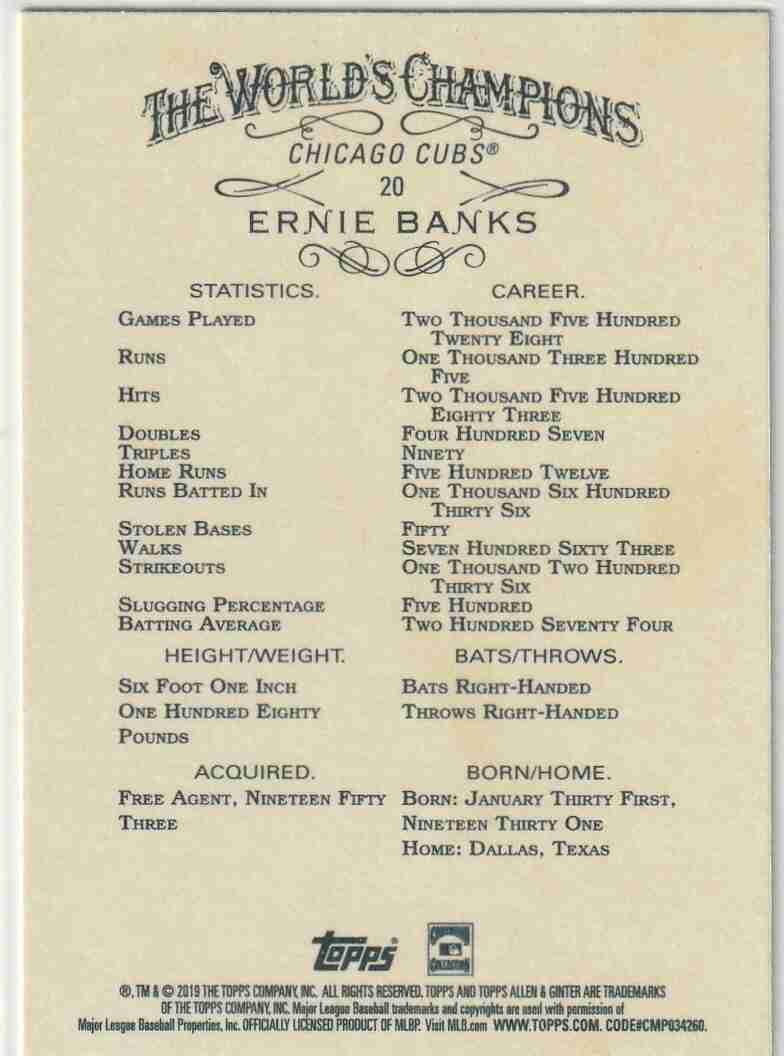 THE WORLD'S CHAMPIONS
CHICAGO CUBS®
20
ERNIE BANKS
STATISTICS. CAREER.
GAMES PLAYED TWO THOUSAND FIVE HUNDRED
TWENTY EIGHT
RUNS ONE THOUSAND THREE HUNDRED
FIVE
HITS TWO THOUSAND FIVE HUNDRED
EIGHTY THREE
DOUBLES FOUR HUNDRED SEVEN
TRIPLES NINETY
HOME RUNS FIVE HUNDRED TWELVE
RUNS BATTED IN ONE THOUSAND SIX HUNDRED
THIRTY SIX
STOLEN BASES FIFTY
WALKS SEVEN HUNDRED SIXTY THREE
STRIKEOUTS ONE THOUSAND TWO HUNDRED
THIRTY SIX
SLUGGING PERCENTAGE FIVE HUNDRED
BATTING AVERAGE TWO HUNDRED SEVENTY FOUR
HEIGHT/WEIGHT. BATS/THROWS.
SIX FOOT ONE INCH BATS RIGHT-HANDED
ONE HUNDRED EIGHTY THROWS RIGHT-HANDED
POUNDS
ACQUIRED. BORN/HOME.
FREE AGENT, NINETEEN FIFTY BORN: JANUARY THIRTY FIRST,
THREE NINETEEN THIRTY ONE
HOME: DALLAS, TEXAS
Topps® COOPERSTOWN COLLECTION
®, TM & © 2019 THE TOPPS COMPANY, INC. ALL RIGHTS RESERVED. TOPPS AND TOPPS ALLEN & GINTER ARE TRADEMARKS
OF THE TOPPS COMPANY, INC. Major League Baseball trademarks and copyrights are used with permission of
Major League Baseball Properties, Inc. OFFICIALLY LICENSED PRODUCT OF MLBP. Visit MLB.com WWW.TOPPS.COM. CODE#CMP034260.